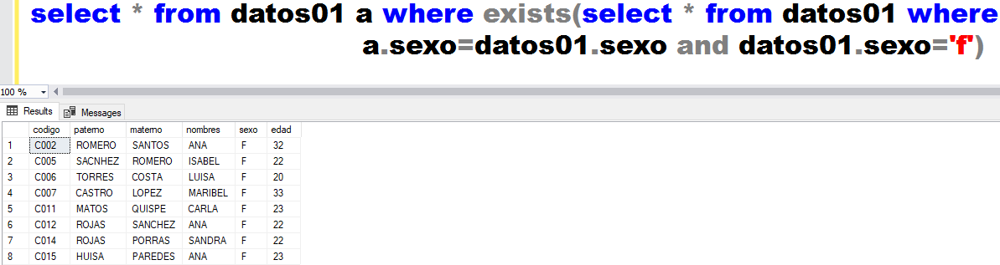 select * from datos01 a where exists(select * from datos01 where
a.sexo=datos01.sexo and datos01.sexo='f')
100 %
Results Messages
codigo paterno materno nombres sexo edad
1 C002 ROMERO SANTOS ANA F 32
2 C005 SACNHEZ ROMERO ISABEL F 22
3 C006 TORRES COSTA LUISA F 20
4 C007 CASTRO LOPEZ MARIBEL F 33
5 C011 MATOS QUISPE CARLA F 23
6 C012 ROJAS SANCHEZ ANA F 22
7 C014 ROJAS PORRAS SANDRA F 22
8 C015 HUISA PAREDES ANA F 23